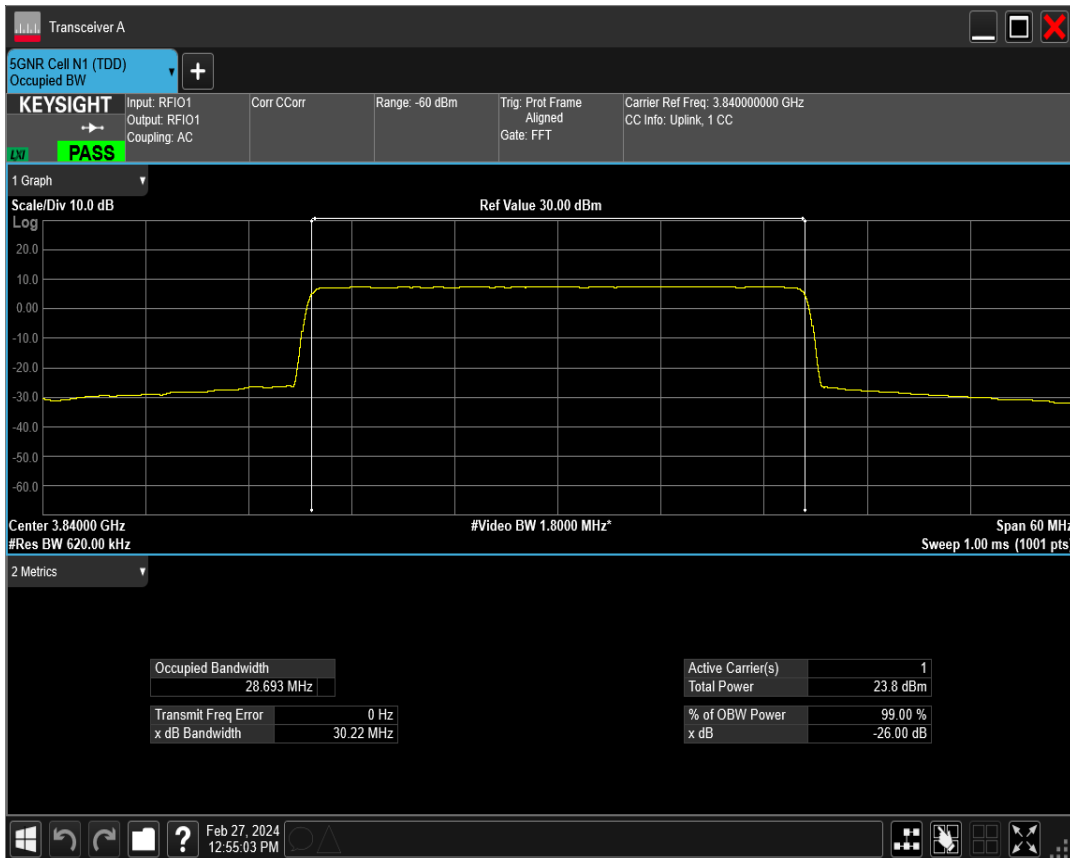 Transceiver A
5GNR Cell N1 (TDD)
Occupied BW
+
KEYSIGHT
LXI
PASS
Input: RFIO1
Output: RFIO1
Coupling: AC
Corr CCorr
Range: -60 dBm
Trig: Prot Frame
Aligned
Gate: FFT
Carrier Ref Freq: 3.840000000 GHz
CC Info: Uplink, 1 CC
1 Graph
Scale/Div 10.0 dB
Ref Value 30.00 dBm
Log
20.0
10.0
0.00
-10.0
-20.0
-30.0
-40.0
-50.0
-60.0
Center 3.84000 GHz
#Video BW 1.8000 MHz*
Span 60 MHz
#Res BW 620.00 kHz
Sweep 1.00 ms (1001 pts)
2 Metrics
Occupied Bandwidth
28.693 MHz
Transmit Freq Error 0 Hz
x dB Bandwidth 30.22 MHz
Active Carrier(s) 1
Total Power 23.8 dBm
% of OBW Power 99.00 %
x dB -26.00 dB
?
Feb 27, 2024
12:55:03 PM